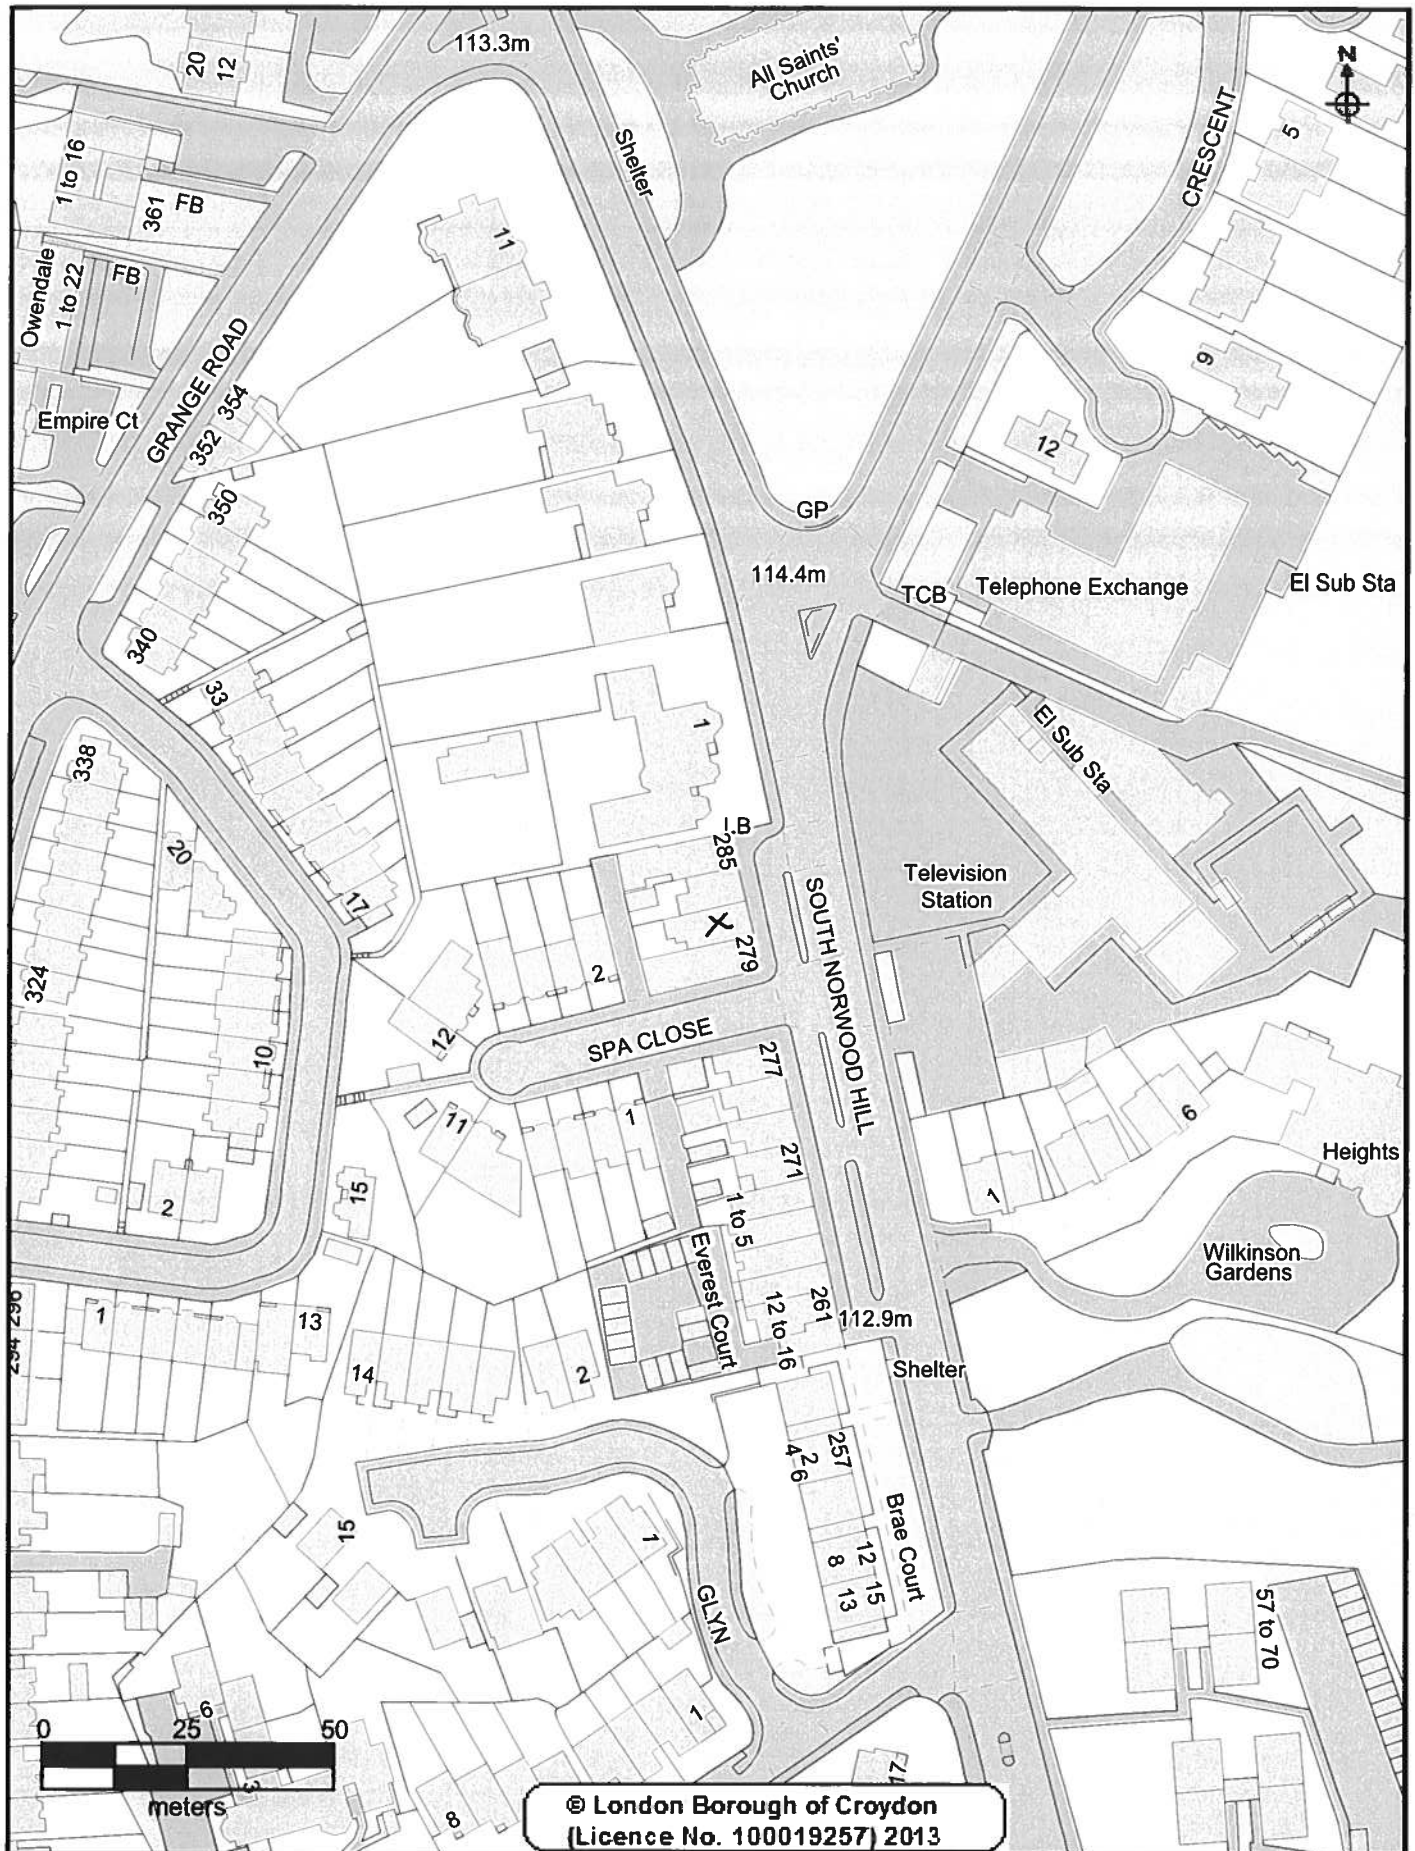 113.3m
20
12
All Saints'
Church
N
CRESCENT
5
Shelter
1 to 16
361
FB
11
Owendale
1 to 22
FB
GRANGE ROAD
9
Empire Ct
354
352
12
350
GP
114.4m
TCB
Telephone Exchange
El Sub Sta
340
33
1
El Sub Sta
338
20
LB
285
Television
Station
SOUTH NORWOOD HILL
17
X
279
2
324
12
SPA CLOSE
10
277
11
1
6
271
Heights
2
15
1 to 5
1
Everest Court
Wilkinson
Gardens
294 296
1
13
12 to 16
261
112.9m
14
2
Shelter
257
2
4
6
Brae Court
15
1
12
8
15
13
GLYN
57 to 70
6
1
0 25 50
meters
3
8
17
© London Borough of Croydon
(Licence No. 100019257) 2013